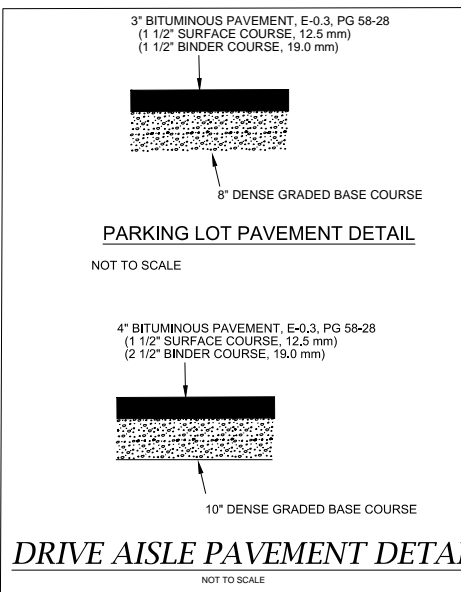 3" BITUMINOUS PAVEMENT, E-0.3, PG 58-28
(1 1/2" SURFACE COURSE, 12.5 mm)
(1 1/2" BINDER COURSE, 19.0 mm)
8" DENSE GRADED BASE COURSE
PARKING LOT PAVEMENT DETAIL
NOT TO SCALE
4" BITUMINOUS PAVEMENT, E-0.3, PG 58-28
(1 1/2" SURFACE COURSE, 12.5 mm)
(2 1/2" BINDER COURSE, 19.0 mm)
10" DENSE GRADED BASE COURSE
DRIVE AISLE PAVEMENT DETA
NOT TO SCALE